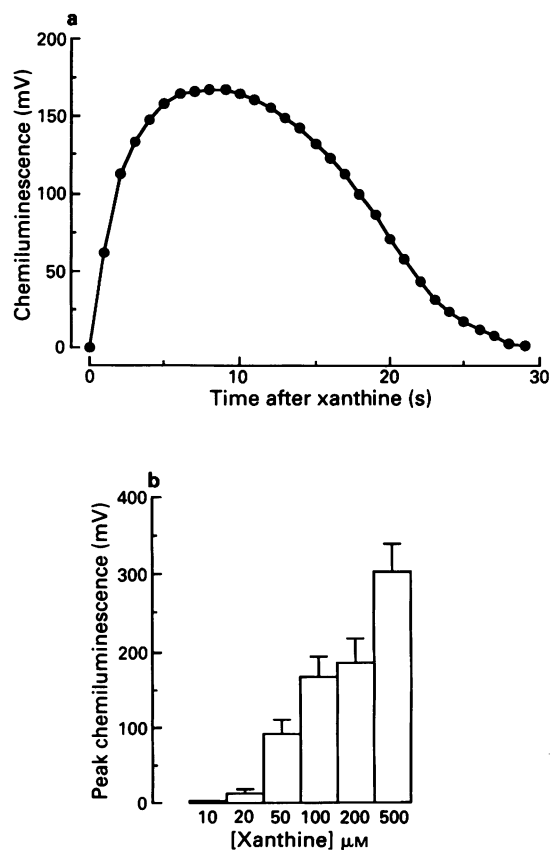 a
200
150
100
50
0
Chemiluminescence (mV)
0 10 20 30
Time after xanthine (s)
b
400
300
200
100
0
Peak chemiluminescence (mV)
10 20 50 100 200 500
[Xanthine] μM